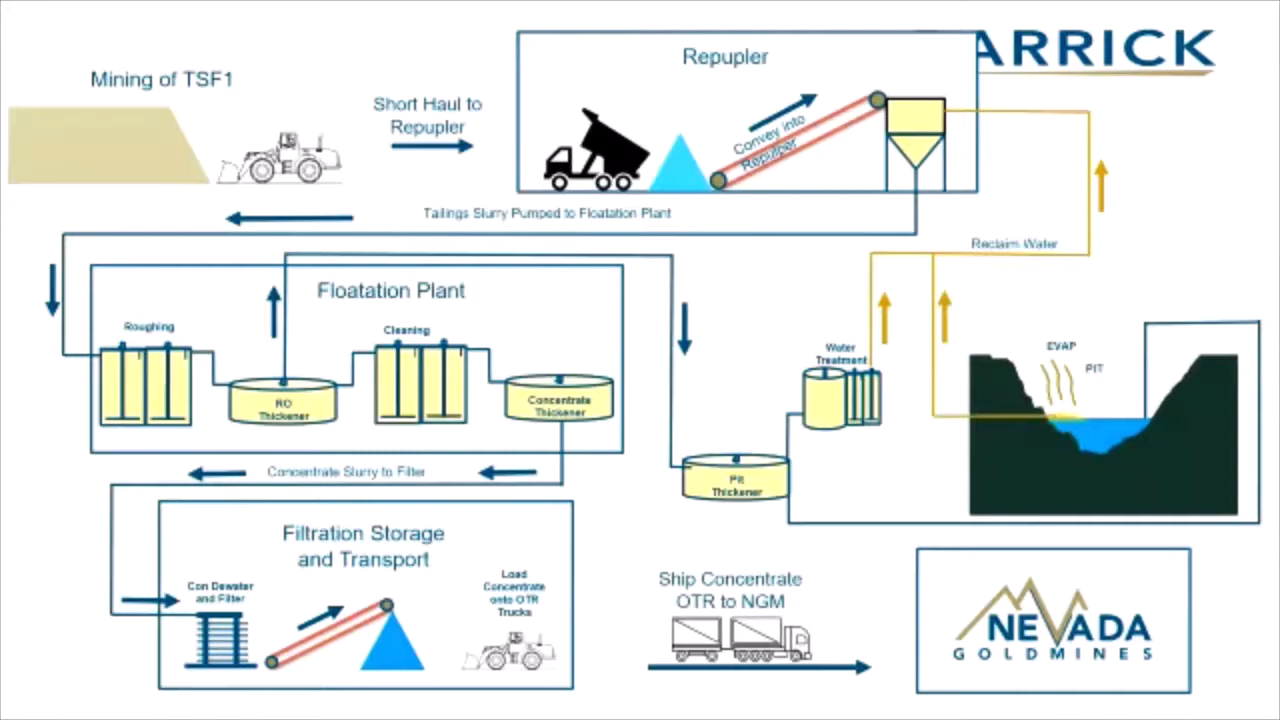 ARRICK
Mining of TSF1
Short Haul to
Repupler
Repupler
Convey into
Repulper
Tailings Slurry Pumped to Floatation Plant
Reclaim Water
Floatation Plant
Roughing
Cleaning
RO
Thickener
Concentrate
Thickener
Water
Treatment
EVAP
PIT
Pit
Thickener
Concentrate Slurry to Filter
Filtration Storage
and Transport
Con Dewater
and Filter
Load
Concentrate
onto OTR
Trucks
Ship Concentrate
OTR to NGM
NEVADA
GOLDMINES